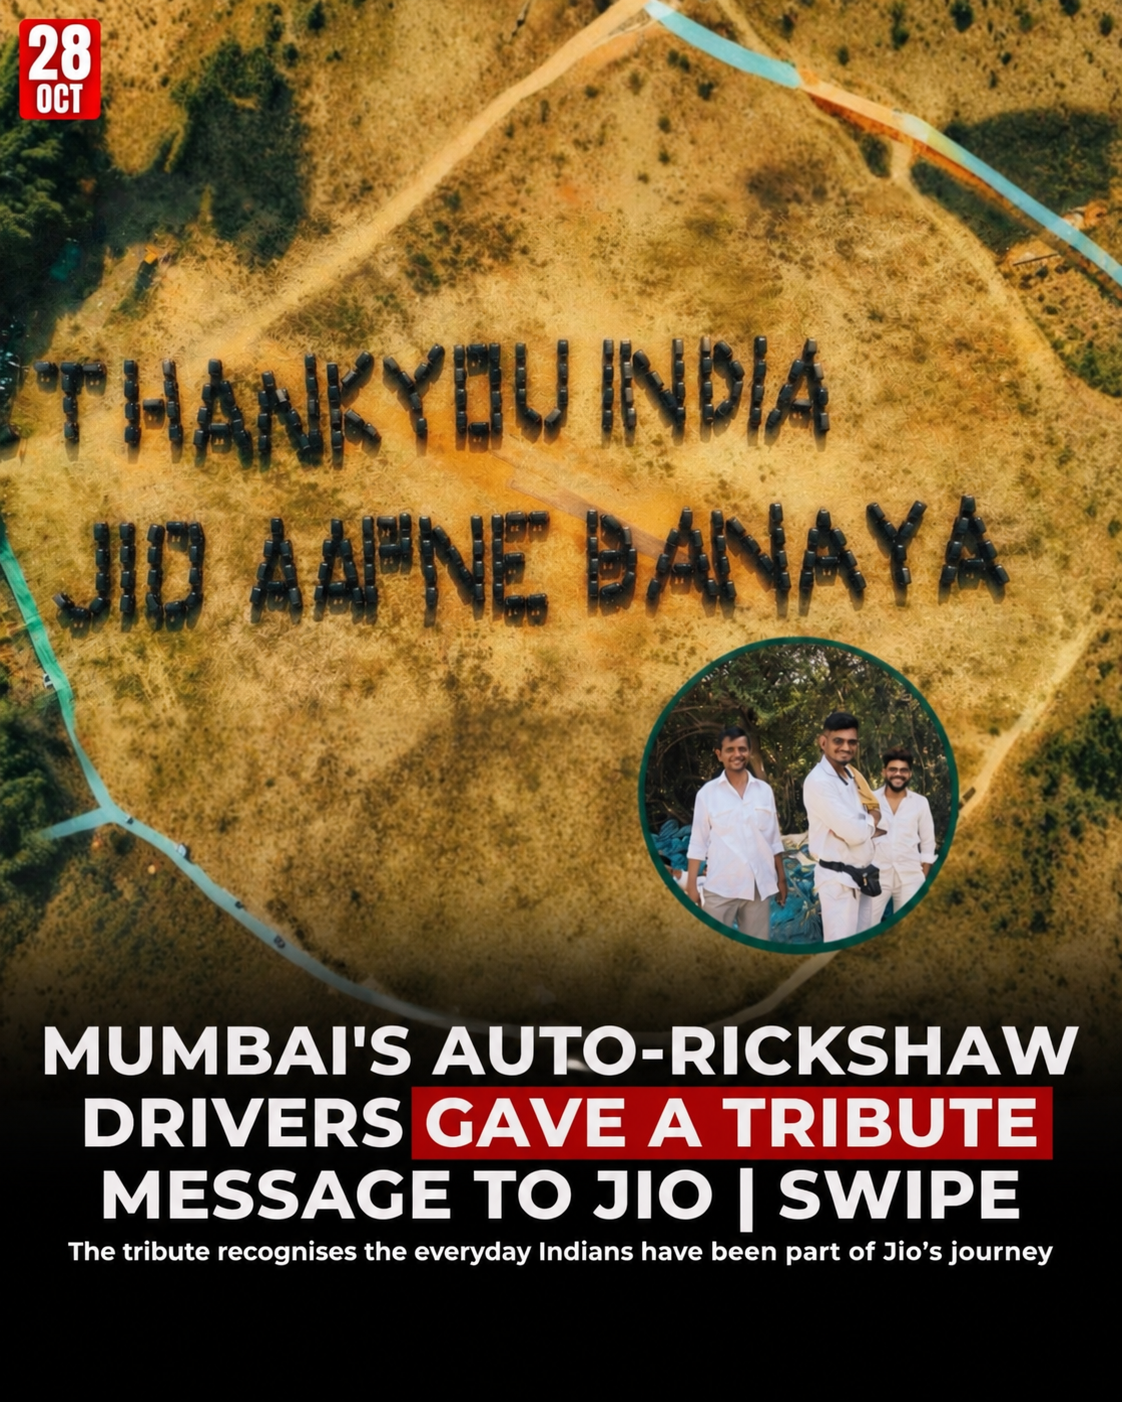 28
OCT
THANKYOU INDIA
JIO AAPNE BANAYA
MUMBAI'S AUTO-RICKSHAW
DRIVERS GAVE A TRIBUTE
MESSAGE TO JIO | SWIPE
The tribute recognises the everyday Indians have been part of Jio’s journey